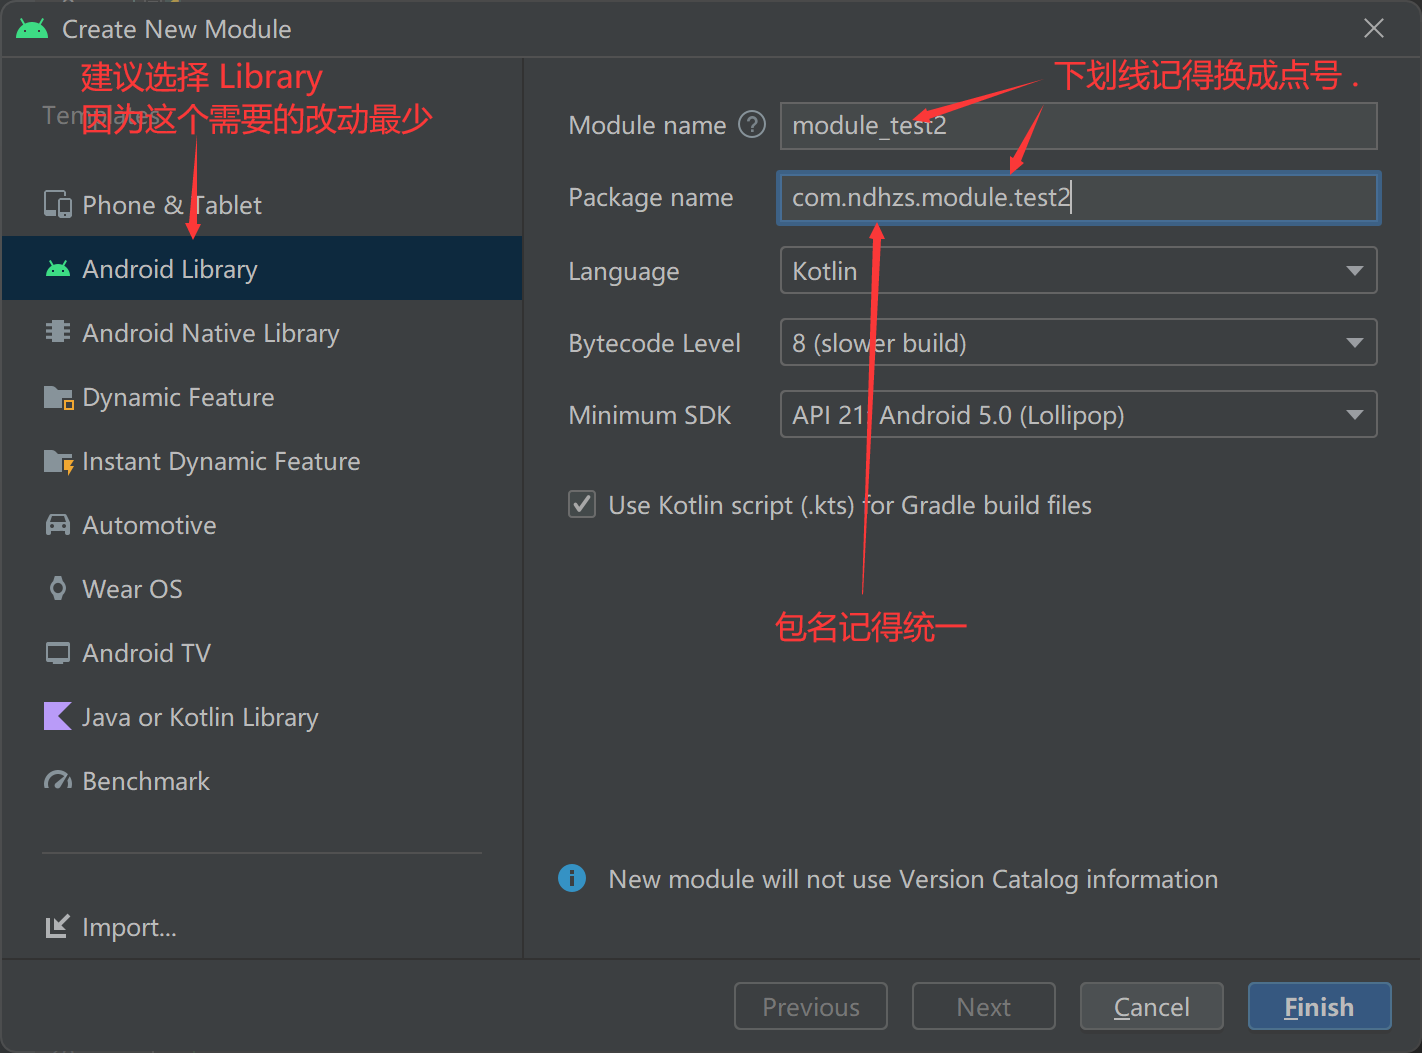 Create New Module
建议选择 Library
Templates
因为这个需要的改动最少
Phone & Tablet
Android Library
Android Native Library
Dynamic Feature
Instant Dynamic Feature
Automotive
Wear OS
Android TV
Java or Kotlin Library
Benchmark
Import...
下划线记得换成点号 .
Module name ? module_test2
Package name com.ndhzs.module.test2
Language Kotlin
Bytecode Level 8 (slower build)
Minimum SDK API 21: Android 5.0 (Lollipop)
Use Kotlin script (.kts) for Gradle build files
包名记得统一
New module will not use Version Catalog information
Previous Next Cancel Finish